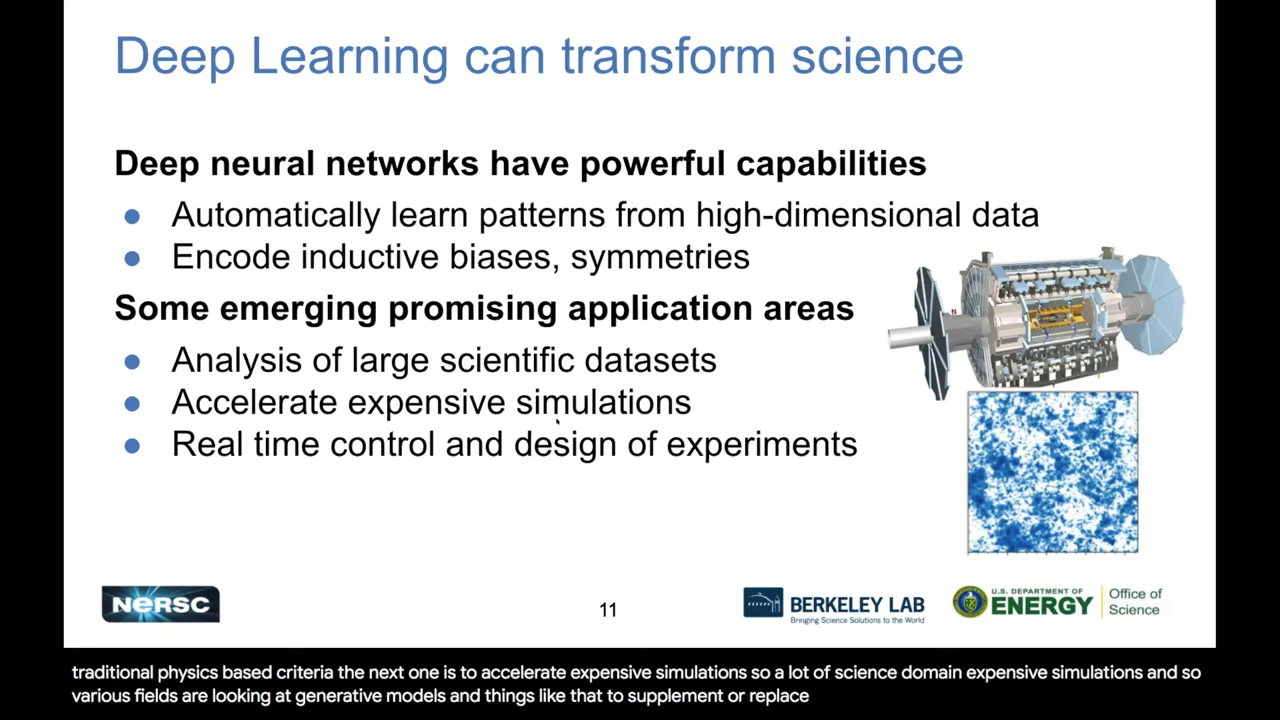 Deep Learning can transform science
Deep neural networks have powerful capabilities
● Automatically learn patterns from high-dimensional data
● Encode inductive biases, symmetries
Some emerging promising application areas
● Analysis of large scientific datasets
● Accelerate expensive simulations
● Real time control and design of experiments
NERSC
11
BERKELEY LAB
Bringing Science Solutions to the World
U.S. DEPARTMENT OF
ENERGY
Office of
Science
traditional physics based criteria the next one is to accelerate expensive simulations so a lot of science domain expensive simulations and so
various fields are looking at generative models and things like that to supplement or replace